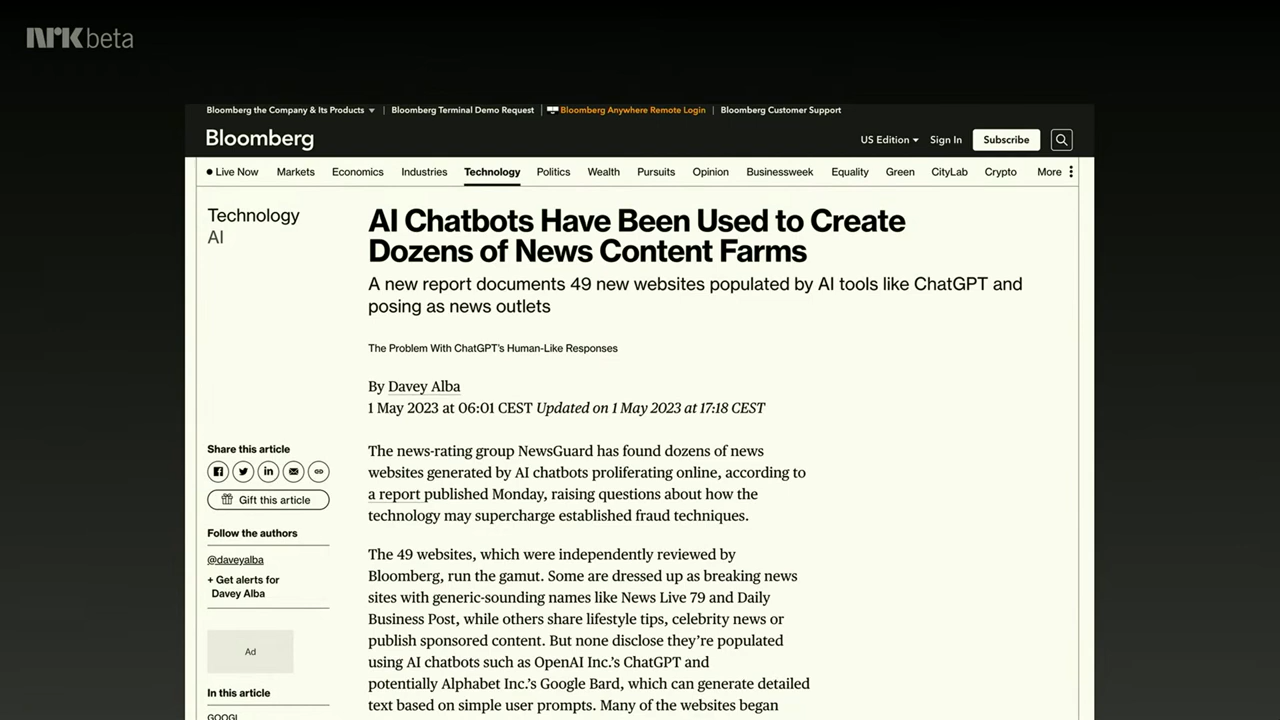 NRK beta
Bloomberg the Company & Its Products
Bloomberg Terminal Demo Request
Bloomberg Anywhere Remote Login
Bloomberg Customer Support
Bloomberg
US Edition
Sign In
Subscribe
Live Now
Markets
Economics
Industries
Technology
Politics
Wealth
Pursuits
Opinion
Businessweek
Equality
Green
CityLab
Crypto
More
Technology
AI
AI Chatbots Have Been Used to Create
Dozens of News Content Farms
A new report documents 49 new websites populated by AI tools like ChatGPT and
posing as news outlets
The Problem With ChatGPT's Human-Like Responses
By Davey Alba
1 May 2023 at 06:01 CEST Updated on 1 May 2023 at 17:18 CEST
Share this article
Gift this article
Follow the authors
@daveyalba
+ Get alerts for
Davey Alba
Ad
In this article
GOOGL
The news-rating group NewsGuard has found dozens of news
websites generated by AI chatbots proliferating online, according to
a report published Monday, raising questions about how the
technology may supercharge established fraud techniques.
The 49 websites, which were independently reviewed by
Bloomberg, run the gamut. Some are dressed up as breaking news
sites with generic-sounding names like News Live 79 and Daily
Business Post, while others share lifestyle tips, celebrity news or
publish sponsored content. But none disclose they're populated
using AI chatbots such as OpenAI Inc.'s ChatGPT and
potentially Alphabet Inc.'s Google Bard, which can generate detailed
text based on simple user prompts. Many of the websites began